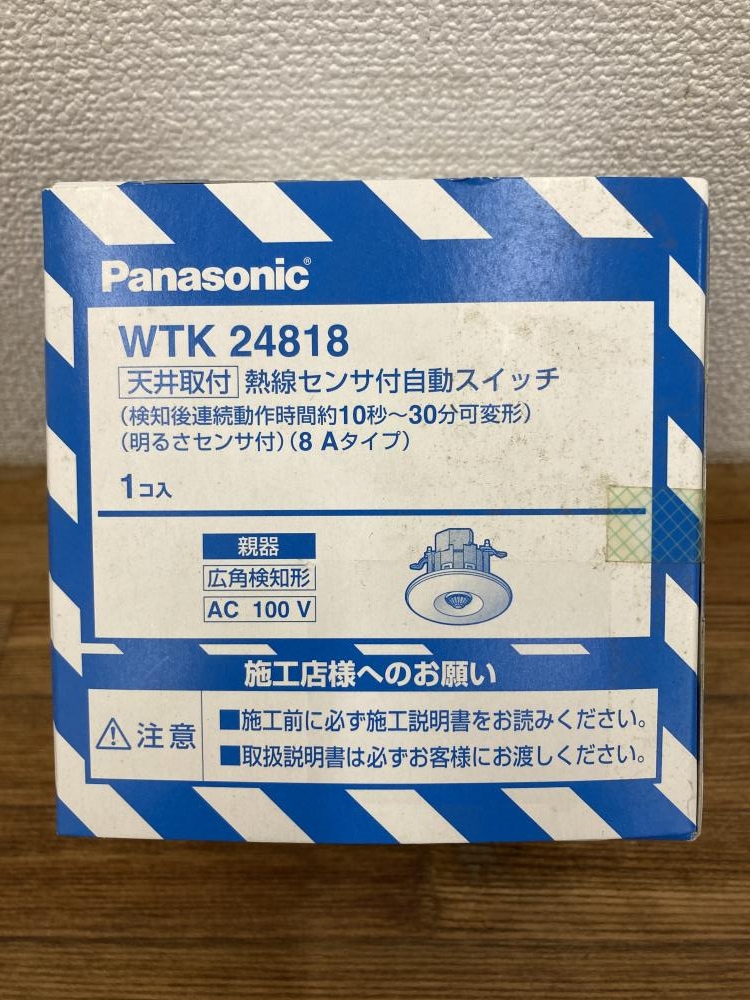 Panasonic®
WTK 24818
天井取付 熱線センサ付自動スイッチ
(検知後連続動作時間約10秒～30分可変形)
(明るさセンサ付)(8 Aタイプ)
1コ入
親器
広角検知形
AC 100 V
施工店様へのお願い
注意
■施工前に必ず施工説明書をお読みください。
■取扱説明書は必ずお客様にお渡しください。